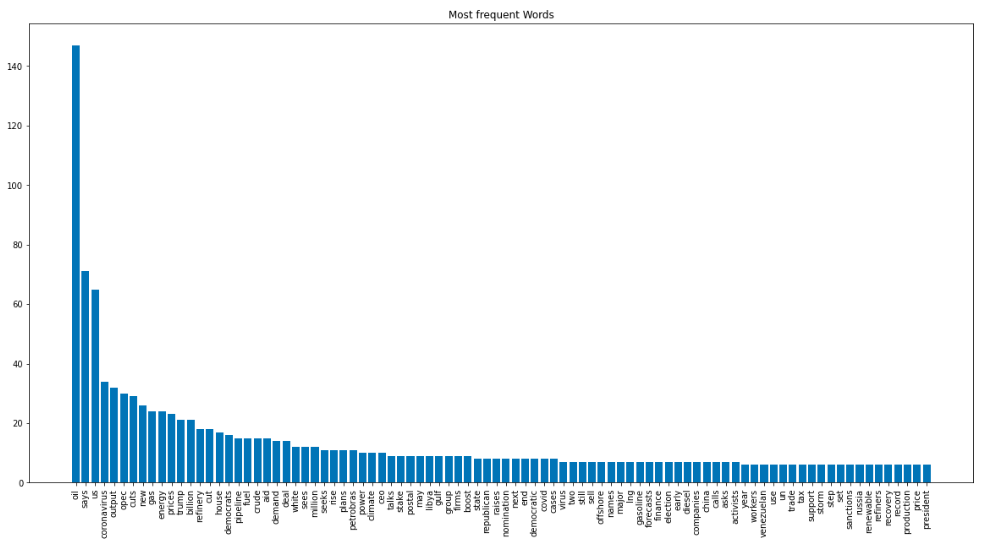 Most frequent Words
140
120
100
80
60
40
20
0
oil
says
us
coronavirus
output
opec
cuts
new
gas
energy
prices
trump
billion
refinery
cut
house
democrats
pipeline
fuel
crude
aid
demand
deal
white
sees
million
seeks
rise
plans
petrobras
power
climate
ceo
talks
stake
postal
may
libya
gulf
group
firms
boost
state
republican
raises
nomination
next
end
democratic
covid
cases
virus
two
still
sell
offshore
names
major
lng
gasoline
forecasts
finance
election
early
diesel
companies
china
calls
asks
activists
year
workers
venezuelan
use
un
trade
tax
support
storm
step
set
sanctions
russia
renewable
refiners
recovery
record
production
price
president